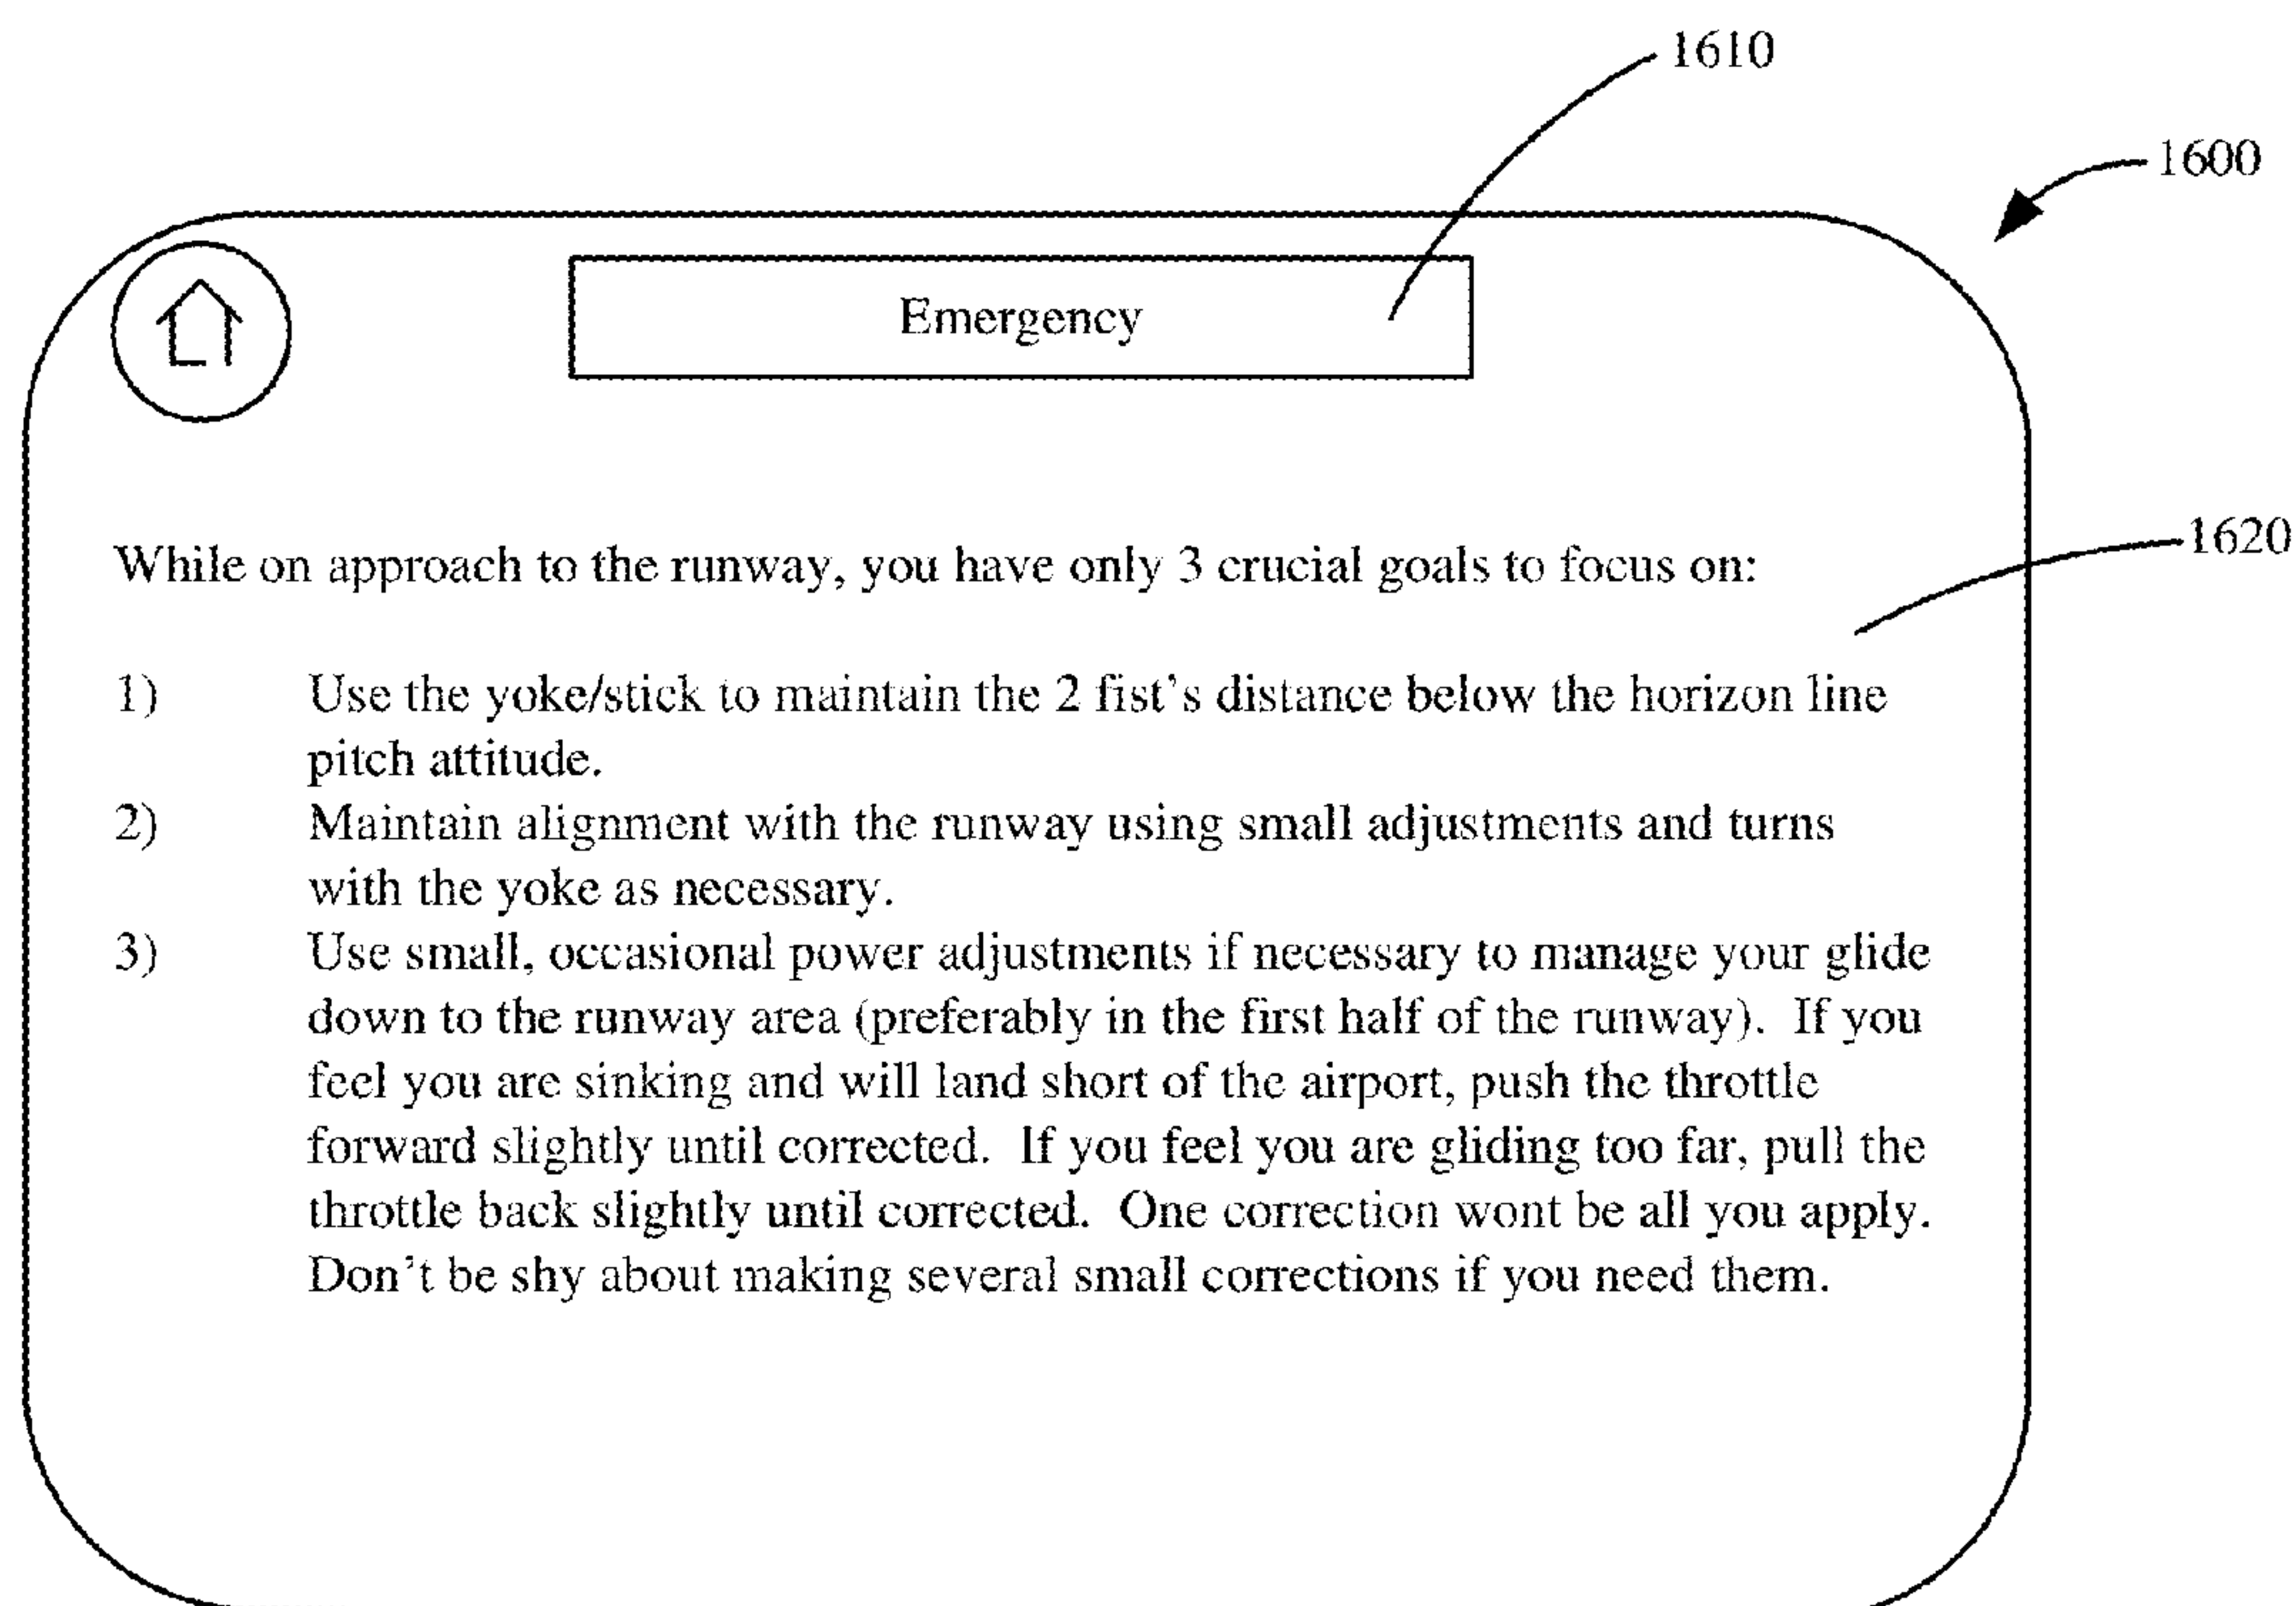 1610
1600
Emergency
1620
While on approach to the runway, you have only 3 crucial goals to focus on:
1) Use the yoke/stick to maintain the 2 fist's distance below the horizon line
pitch attitude.
2) Maintain alignment with the runway using small adjustments and turns
with the yoke as necessary.
3) Use small, occasional power adjustments if necessary to manage your glide
down to the runway area (preferably in the first half of the runway).  If you
feel you are sinking and will land short of the airport, push the throttle
forward slightly until corrected.  If you feel you are gliding too far, pull the
throttle back slightly until corrected.  One correction wont be all you apply.
Don't be shy about making several small corrections if you need them.